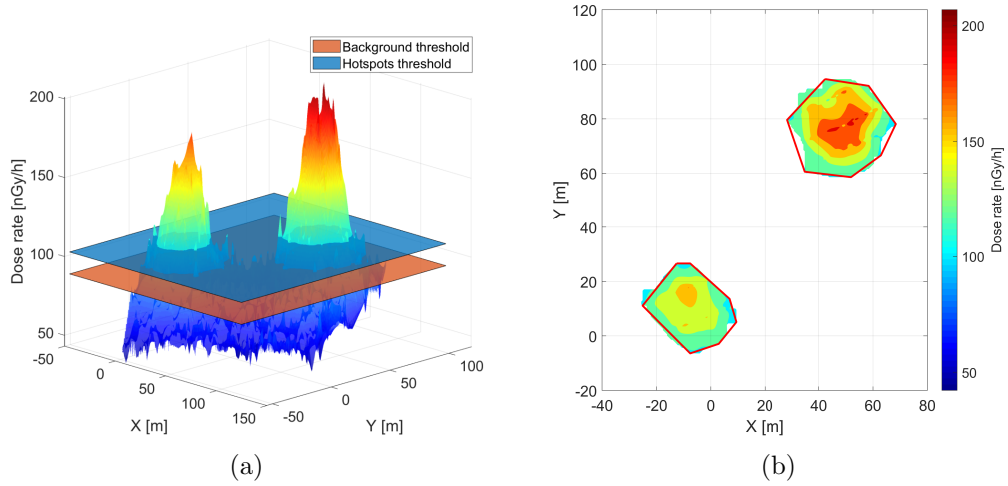 (a)
Background threshold
Hotspots threshold
Dose rate [nGy/h]
200
150
100
50
-50
0
50
100
150
X [m]
-50
0
50
100
Y [m]
(b)
120
100
80
60
40
20
0
-20
Y [m]
-40
-20
0
20
40
60
80
X [m]
200
150
100
50
Dose rate [nGy/h]
(a)
(b)